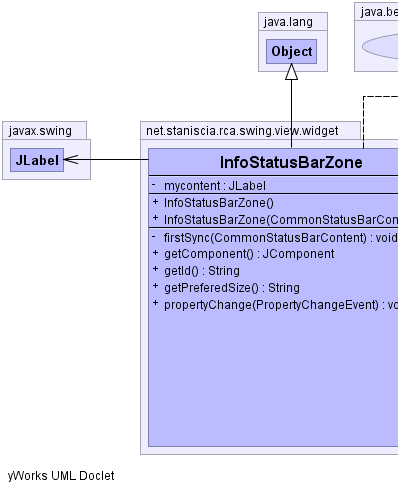 java.lang
Object
java.be
javax.swing
JLabel
net.staniscia.rca.swing.view.widget
InfoStatusBarZone
- mycontent : JLabel
+ InfoStatusBarZone()
+ InfoStatusBarZone(CommonStatusBarCon
- firstSync(CommonStatusBarContent) : void
+ getComponent() : JComponent
+ getId() : String
+ getPreferedSize() : String
+ propertyChange(PropertyChangeEvent) : vo
yWorks UML Doclet